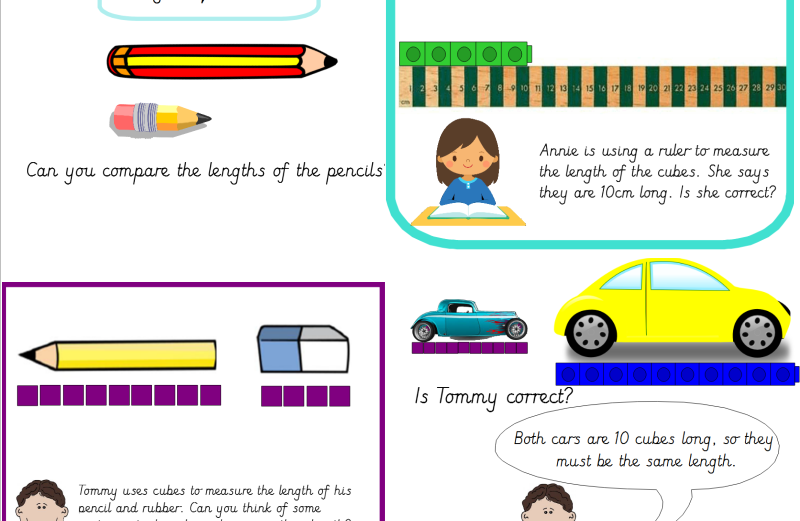 Can you compare the lengths of the pencils?
1 2 3 4 5 6 7 8 9 10 11 12 13 14 15 16 17 18 19 20 21 22 23 24 25 26 27 28 29 30
Annie is using a ruler to measure
the length of the cubes. She says
they are 10cm long. Is she correct?
Is Tommy correct?
Both cars are 10 cubes long, so they
must be the same length.
Tommy uses cubes to measure the length of his
pencil and rubber. Can you think of some